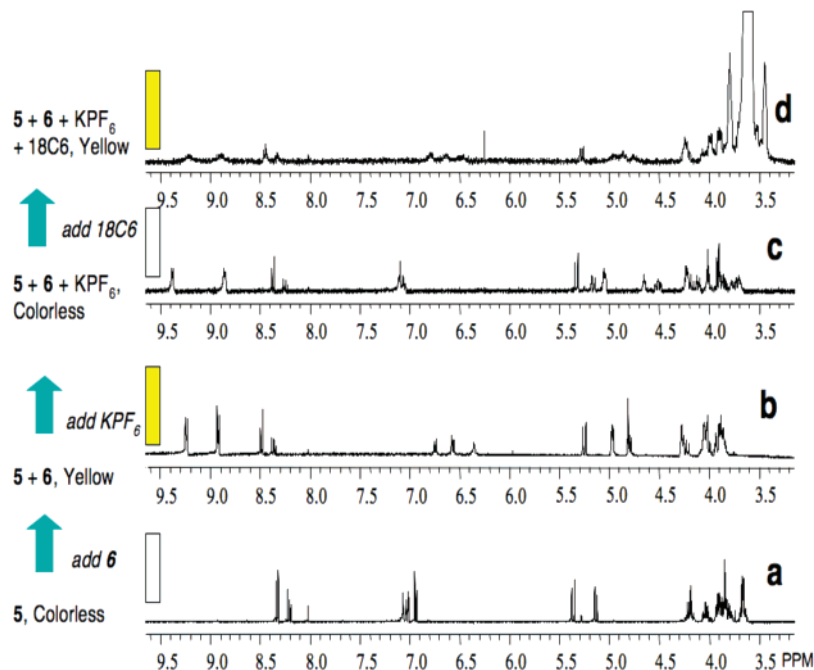 d
5 + 6 + KPF6
+ 18C6, Yellow
9.5 9.0 8.5 8.0 7.5 7.0 6.5 6.0 5.5 5.0 4.5 4.0 3.5
add 18C6
c
5 + 6 + KPF6,
Colorless
9.5 9.0 8.5 8.0 7.5 7.0 6.5 6.0 5.5 5.0 4.5 4.0 3.5
add KPF6
b
5 + 6, Yellow
9.5 9.0 8.5 8.0 7.5 7.0 6.5 6.0 5.5 5.0 4.5 4.0 3.5
add 6
a
5, Colorless
9.5 9.0 8.5 8.0 7.5 7.0 6.5 6.0 5.5 5.0 4.5 4.0 3.5 PPM